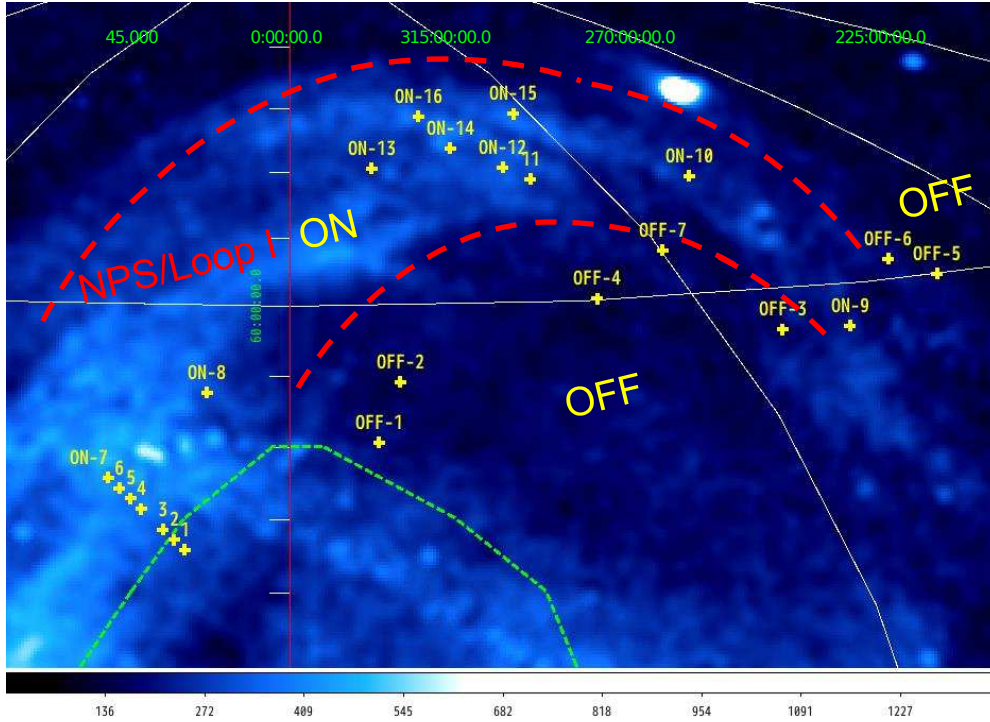 45.000 0:00:00.0 315:00:00.0 270:00:00.0 225:00:00.0
ON-16
ON-15
ON-14
ON-13
ON-12
11
ON-10
OFF
NPS/Loop I
ON
OFF-7
OFF-6
OFF-5
OFF-4
60:00:00.0
OFF-3
ON-9
ON-8
OFF-2
OFF
OFF-1
ON-7
6
5
4
3
2
1
136 272 409 545 682 818 954 1091 1227